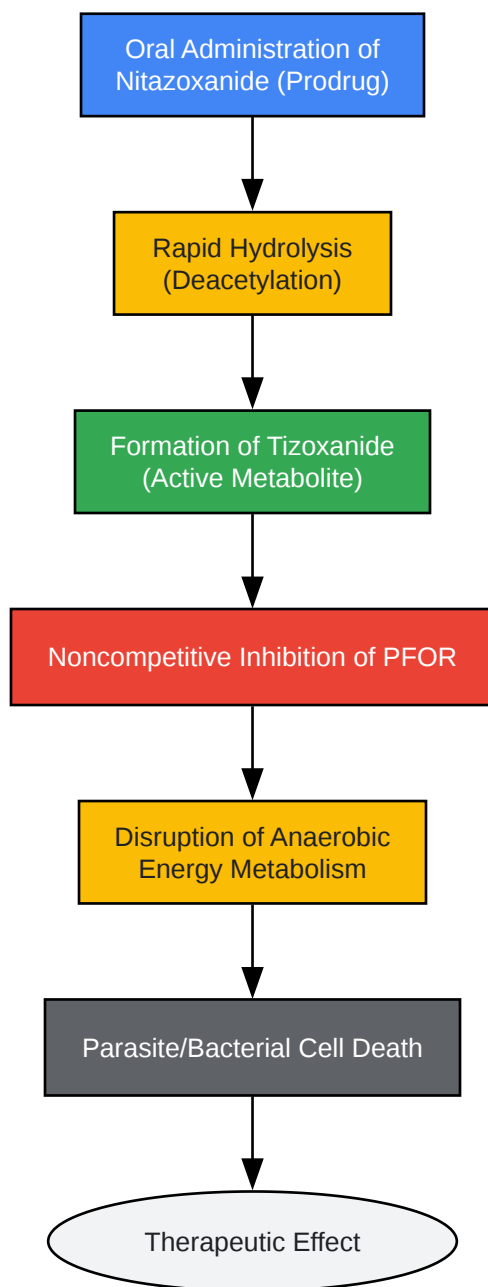 Oral Administration of
Nitazoxanide (Prodrug)
Rapid Hydrolysis
(Deacetylation)
Formation of Tizoxanide
(Active Metabolite)
Noncompetitive Inhibition of PFOR
Disruption of Anaerobic
Energy Metabolism
Parasite/Bacterial Cell Death
Therapeutic Effect